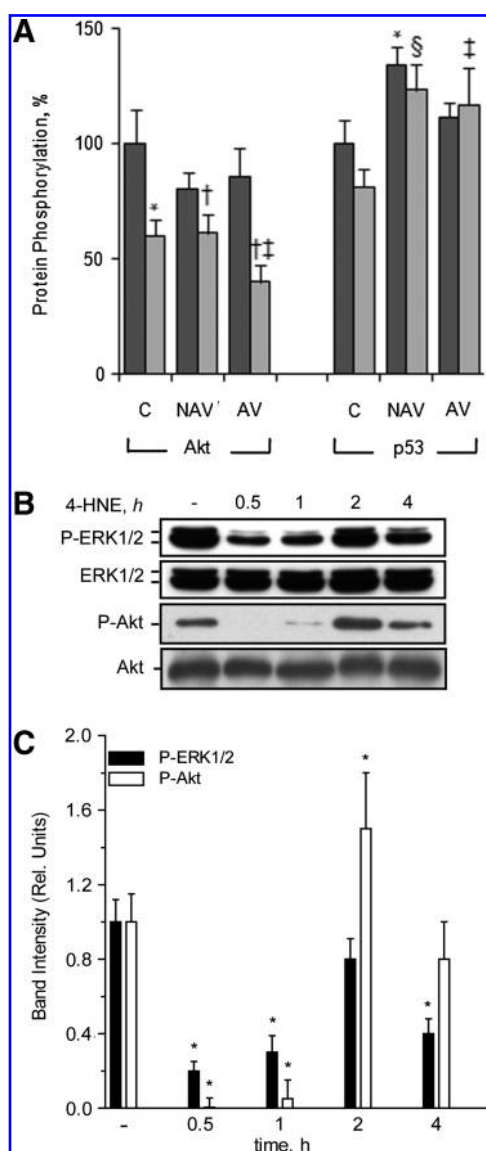 A
Protein Phosphorylation, %
150
100
50
0
* † †‡ * § ‡
C NAV ' AV C NAV AV
Akt p53
B
4-HNE, h - 0.5 1 2 4
P-ERK1/2
ERK1/2
P-Akt
Akt
C
Band Intensity (Rel. Units)
2.0
1.6
1.2
0.8
0.4
0.0
P-ERK1/2
P-Akt
* * * * * *
- 0.5 1 2 4
time, h